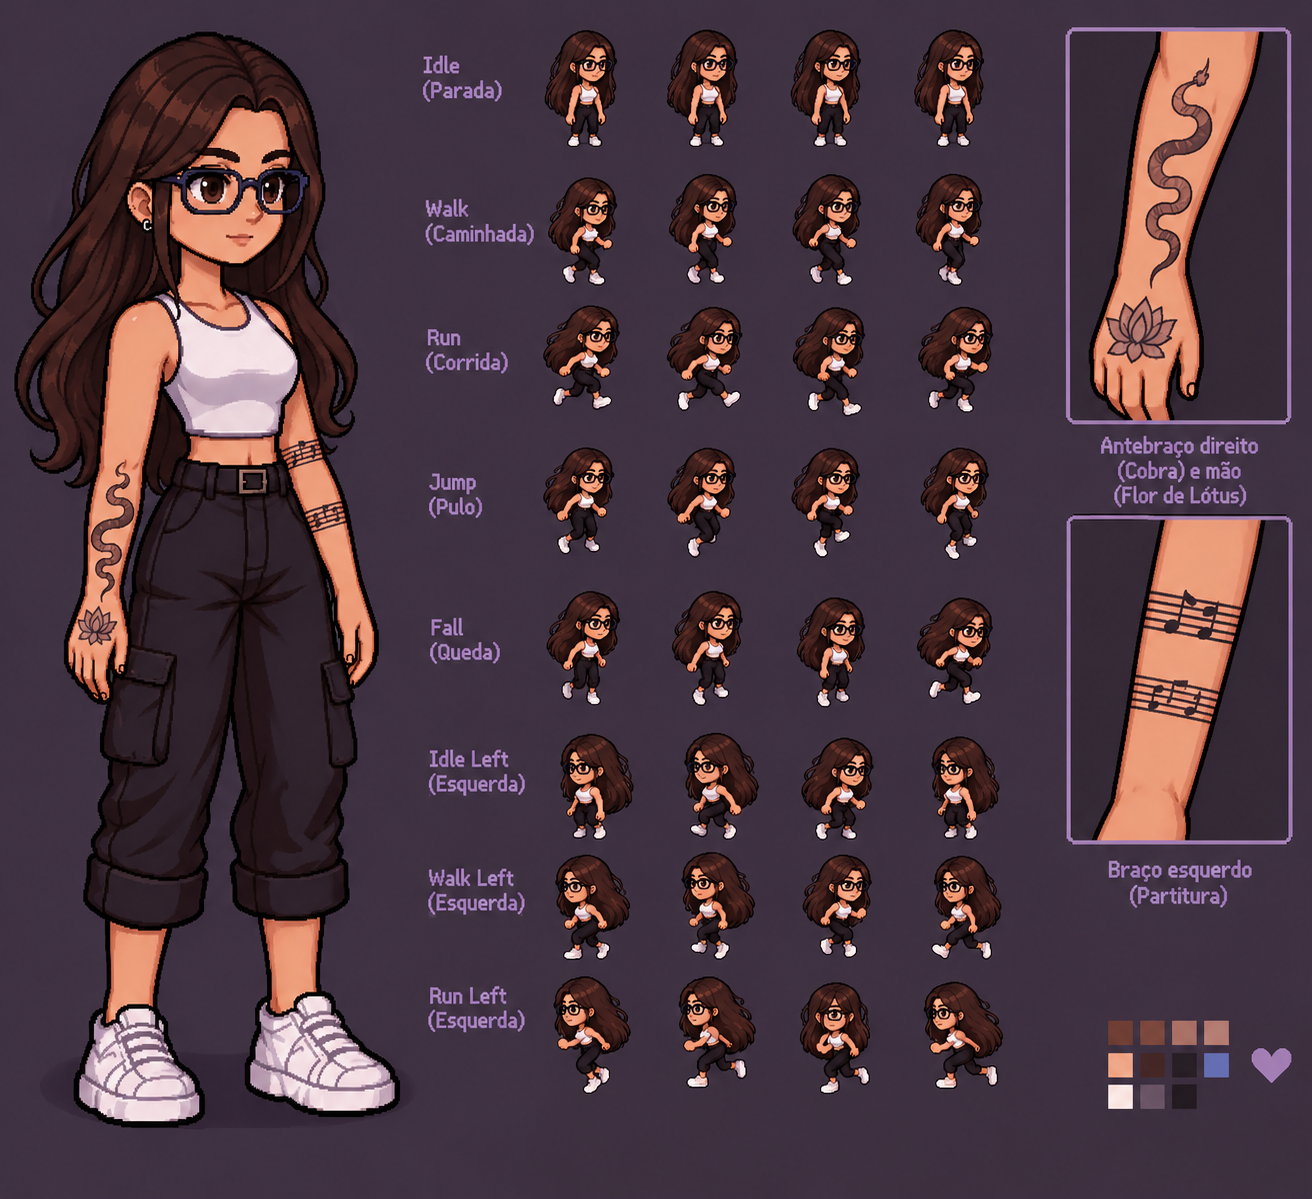 Idle
(Parada)
Walk
(Caminhada)
Run
(Corrida)
Jump
(Pulo)
Fall
(Queda)
Idle Left
(Esquerda)
Walk Left
(Esquerda)
Run Left
(Esquerda)
Antebraço direito
(Cobra) e mão
(Flor de Lótus)
Braço esquerdo
(Partitura)